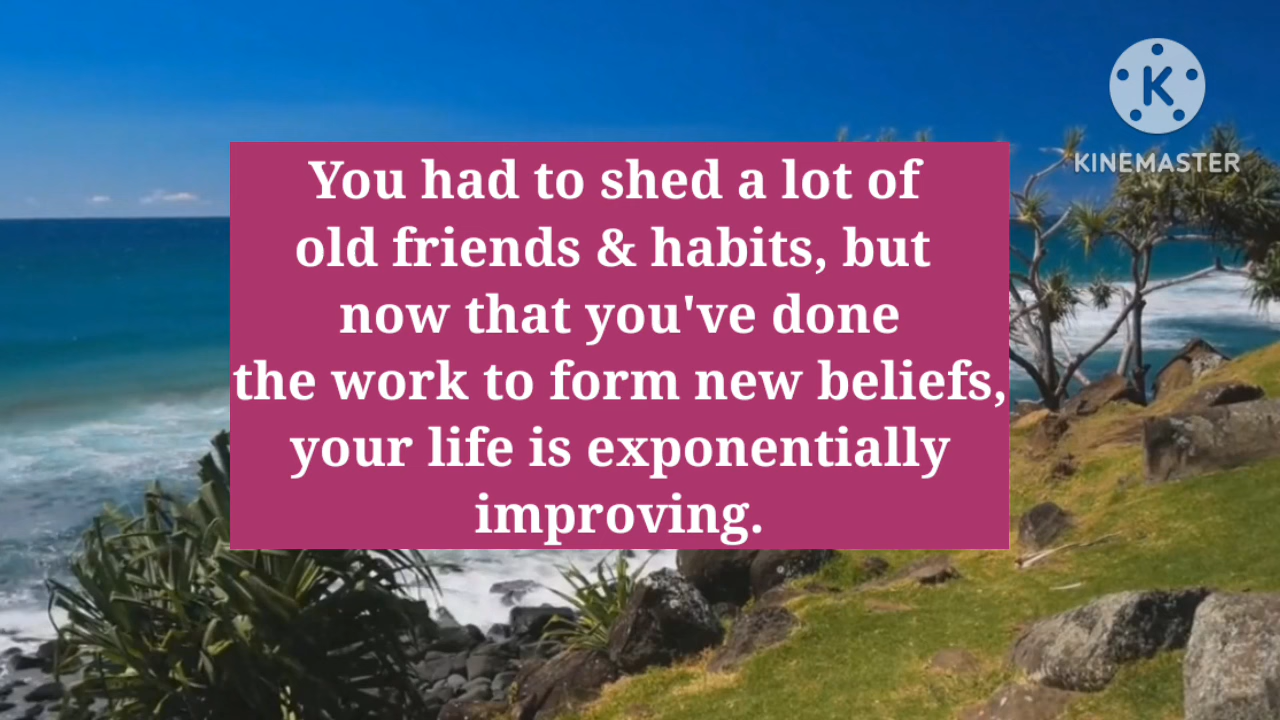 K
KINEMASTER
You had to shed a lot of
old friends & habits, but
now that you've done
the work to form new beliefs,
your life is exponentially
improving.